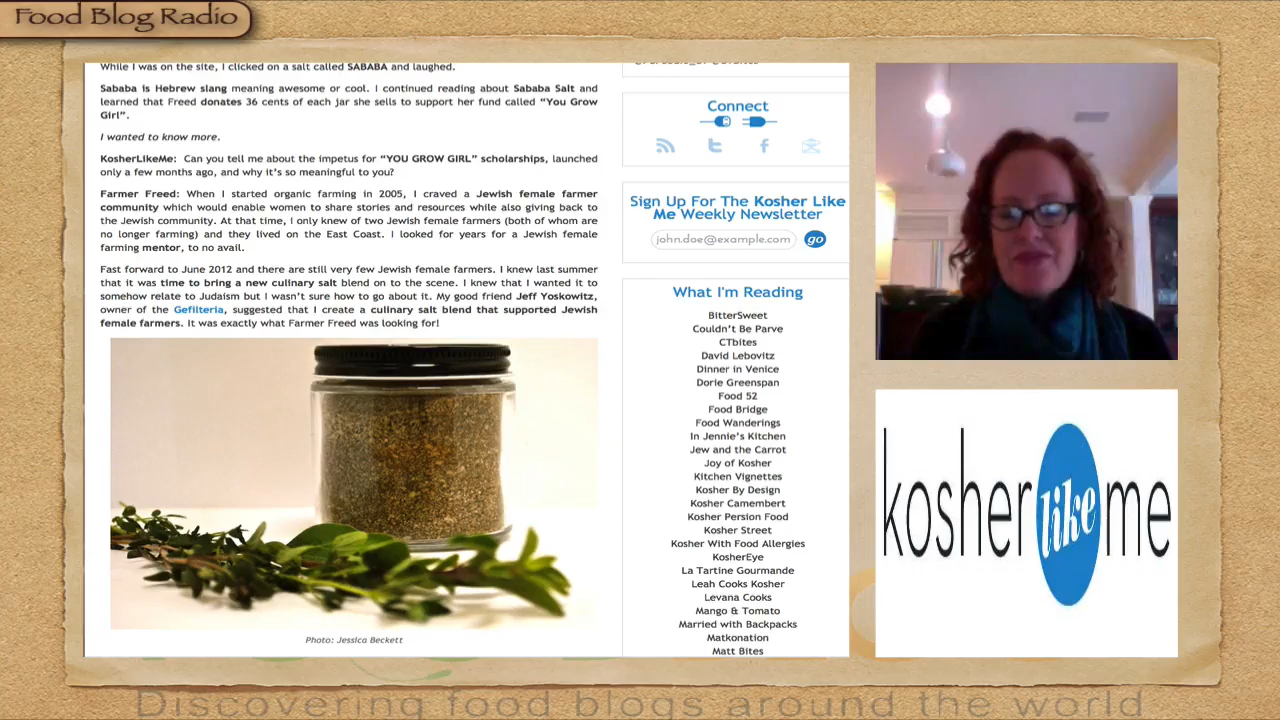 Food Blog Radio
While I was on the site, I clicked on a salt called SABABA and laughed.
Sababa is Hebrew slang meaning awesome or cool. I continued reading about Sababa Salt and
learned that Freed donates 36 cents of each jar she sells to support her fund called “You Grow
Girl”.
I wanted to know more.
KosherLikeMe: Can you tell me about the impetus for “YOU GROW GIRL” scholarships, launched
only a few months ago, and why it’s so meaningful to you?
Farmer Freed: When I started organic farming in 2005, I craved a Jewish female farmer
community which would enable women to share stories and resources while also giving back to
the Jewish community. At that time, I only knew of two Jewish female farmers (both of whom are
no longer farming) and they lived on the East Coast. I looked for years for a Jewish female
farming mentor, to no avail.
Fast forward to June 2012 and there are still very few Jewish female farmers. I knew last summer
that it was time to bring a new culinary salt blend on to the scene. I knew that I wanted it to
somehow relate to Judaism but I wasn’t sure how to go about it. My good friend Jeff Yoskowitz,
owner of the Gefilteria, suggested that I create a culinary salt blend that supported Jewish
female farmers. It was exactly what Farmer Freed was looking for!
Photo: Jessica Beckett
Connect
Sign Up For The Kosher Like
Me Weekly Newsletter
john.doe@example.com go
What I'm Reading
BitterSweet
Couldn’t Be Parve
CTbites
David Lebovitz
Dinner in Venice
Dorie Greenspan
Food 52
Food Bridge
Food Wanderings
In Jennie’s Kitchen
Jew and the Carrot
Joy of Kosher
Kitchen Vignettes
Kosher By Design
Kosher Camembert
Kosher Persion Food
Kosher Street
Kosher With Food Allergies
KosherEye
La Tartine Gourmande
Leah Cooks Kosher
Levana Cooks
Mango & Tomato
Married with Backpacks
Matkonation
Matt Bites
kosher like me
Discovering food blogs around the world